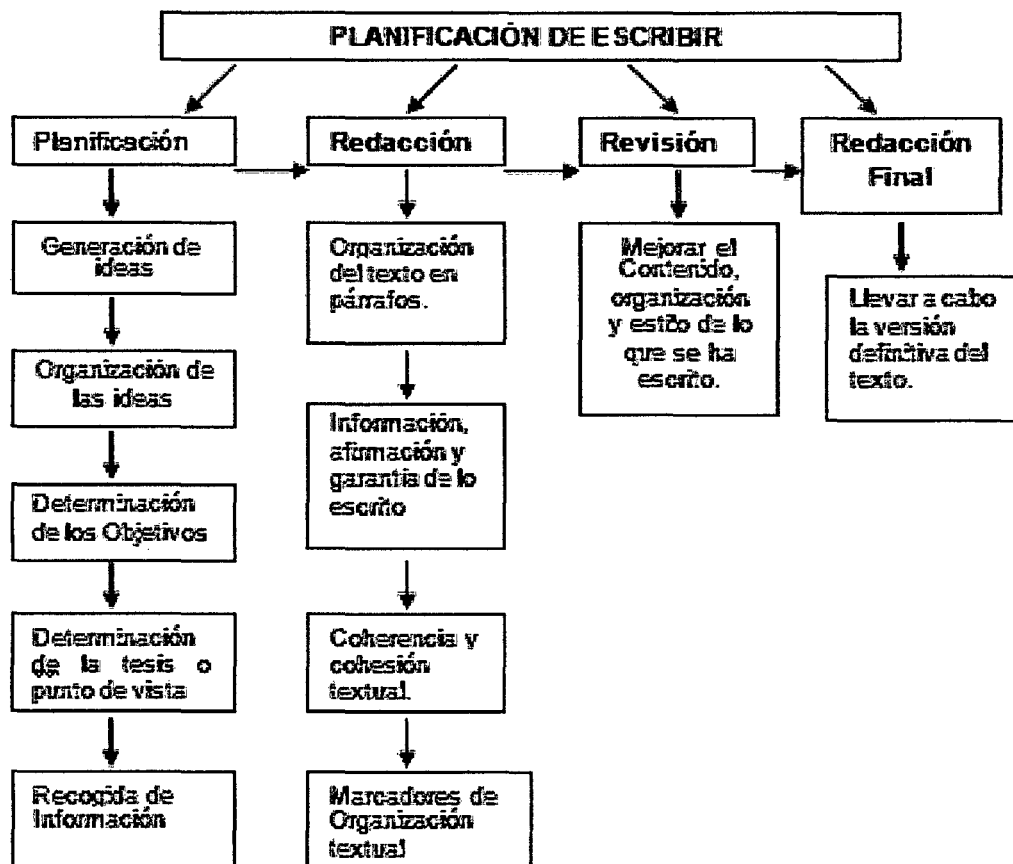 PLANIFICACIÓN DE ESCRIBIR
Planificación
Redacción
Revisión
Redacción
Final
Generación de
ideas
Organización de
las ideas
Determinación
de los Objetivos
Determinación
de la tesis o
punto de vista
Recogida de
Información
Organización
del texto en
párrafos.
Información,
afirmación y
garantía de lo
escrito
Coherencia y
cohesión
textual.
Marcadores de
Organización
textual
Mejorar el
Contenido,
organización
y estilo de lo
que se ha
escrito.
Llevar a cabo
la versión
definitiva del
texto.